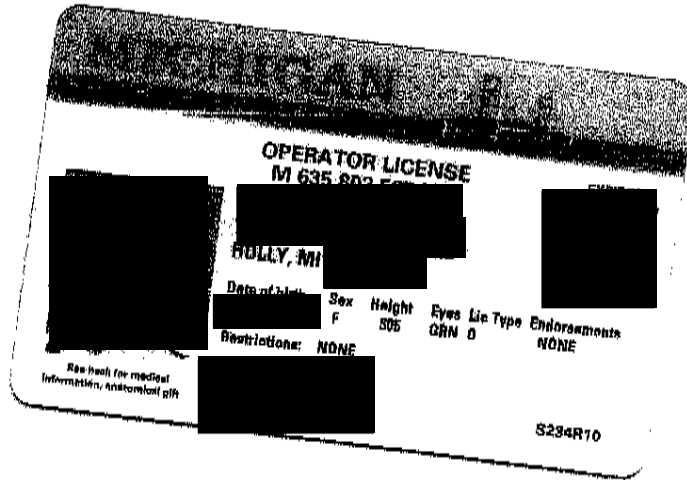 MICHIGAN
OPERATOR LICENSE
M 635 802
HOLLY, MI
Date of birth
Sex Height Eyes Lic Type Endorsements
F 505 GRN O NONE
Restrictions: NONE
See back for medical
information, anatomical gift
S234R10